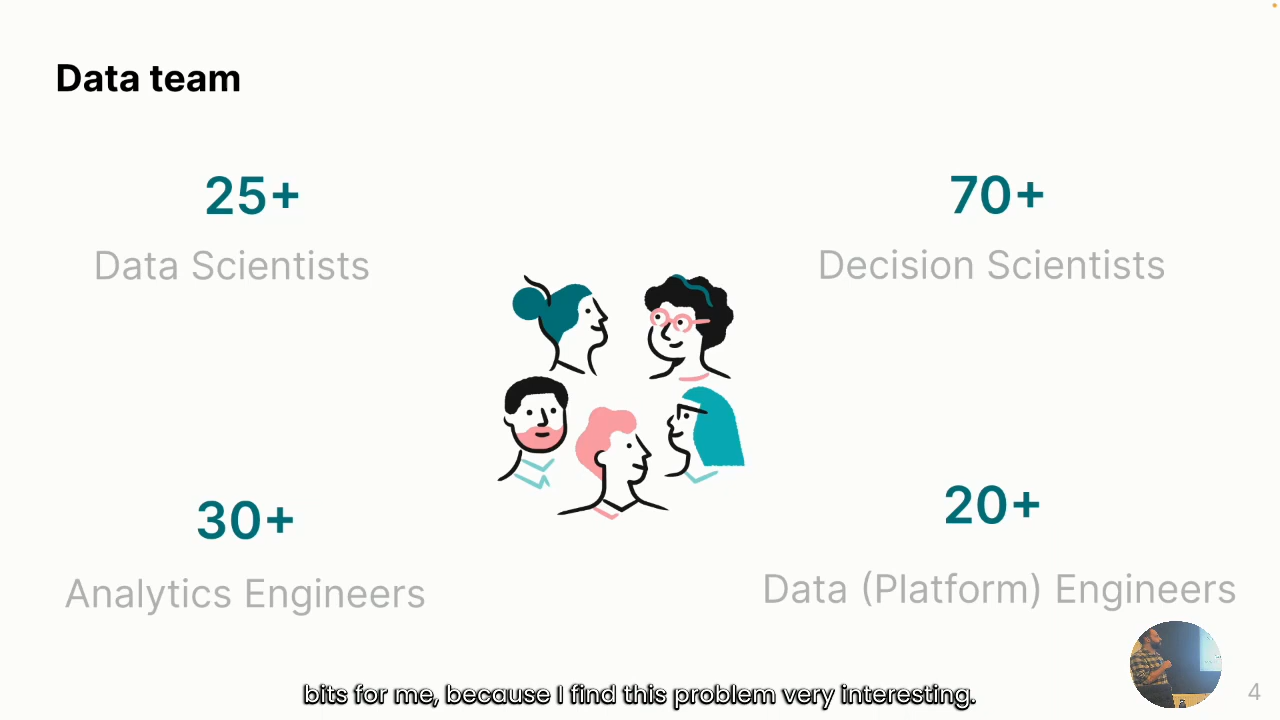 Data team
25+
Data Scientists
70+
Decision Scientists
30+
Analytics Engineers
20+
Data (Platform) Engineers
bits for me, because I find this problem very interesting.
4